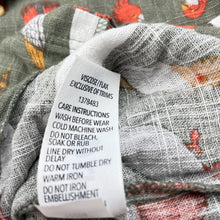 VISCOSE/FLAX
EXCLUSIVE OF TRIMS
1378483
CARE INSTRUCTIONS
WASH BEFORE WEAR
COLD MACHINE WASH
DO NOT BLEACH,
SOAK OR RUB
LINE DRY WITHOUT
DELAY
DO NOT TUMBLE DRY
WARM IRON
DO NOT IRON
EMBELLISHMENT